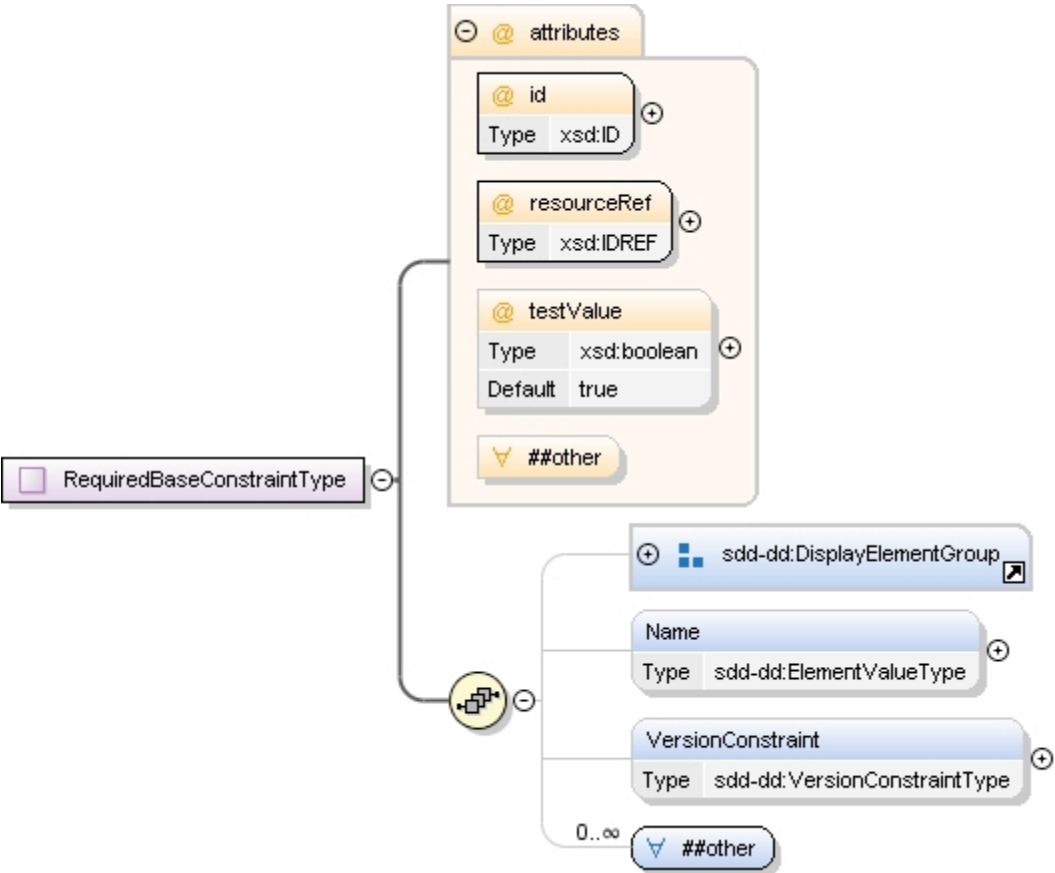 @ attributes
@ id
Type xsd:ID
@ resourceRef
Type xsd:IDREF
@ testValue
Type xsd:boolean
Default true
∀ ##other
RequiredBaseConstraintType
sdd-dd:DisplayElementGroup
Name
Type sdd-dd:ElementValueType
VersionConstraint
Type sdd-dd:VersionConstraintType
0..∞
∀ ##other